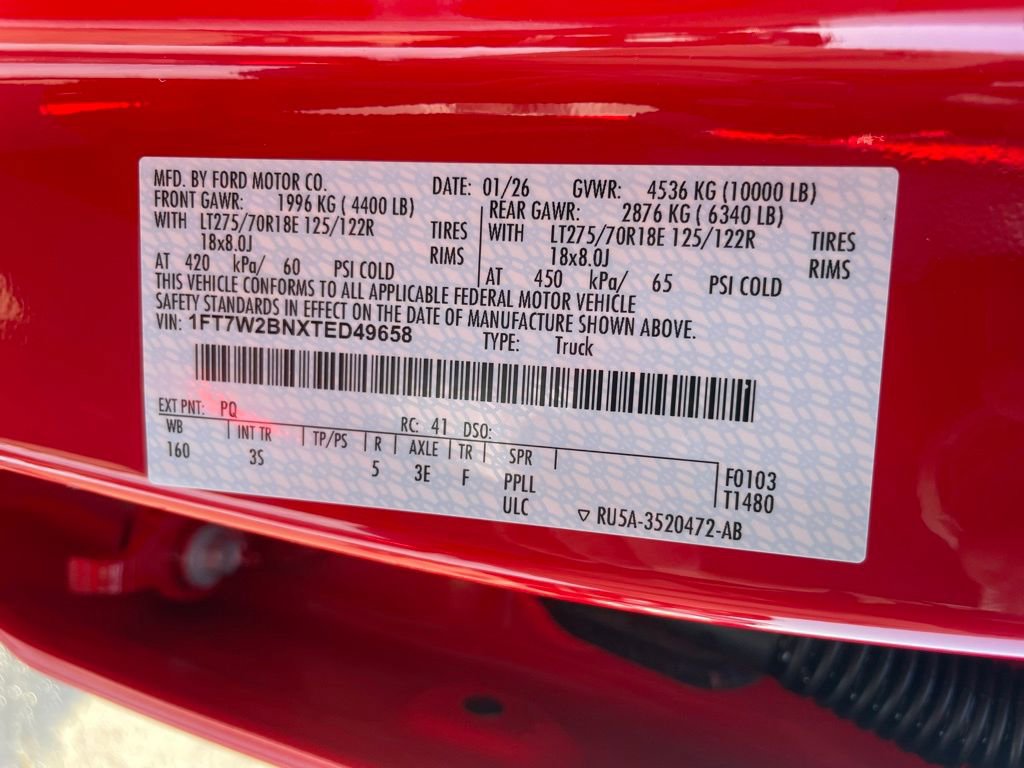 MFD. BY FORD MOTOR CO. DATE: 01/26 GVWR: 4536 KG (10000 LB)
FRONT GAWR: 1996 KG ( 4400 LB) REAR GAWR: 2876 KG ( 6340 LB)
WITH LT275/70R18E 125/122R TIRES WITH LT275/70R18E 125/122R TIRES
18x8.0J RIMS 18x8.0J RIMS
AT 420 kPa/ 60 PSI COLD AT 450 kPa/ 65 PSI COLD
THIS VEHICLE CONFORMS TO ALL APPLICABLE FEDERAL MOTOR VEHICLE
SAFETY STANDARDS IN EFFECT ON THE DATE OF MANUFACTURE SHOWN ABOVE.
VIN: 1FT7W2BNXTED49658 TYPE: Truck
EXT PNT: PQ RC: 41 DSO:
WB INT TR TP/PS R AXLE TR SPR
160 3S 5 3E F PPLL F0103
ULC T1480
▽ RU5A-3520472-AB